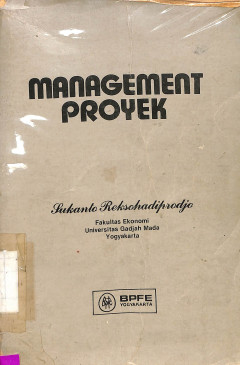 MANAGEMENT
PROYEK
Sukanto Reksohadiprodjo
Fakultas Ekonomi
Universitas Gadjah Mada
Yogyakarta
BPFE
YOGYAKARTA